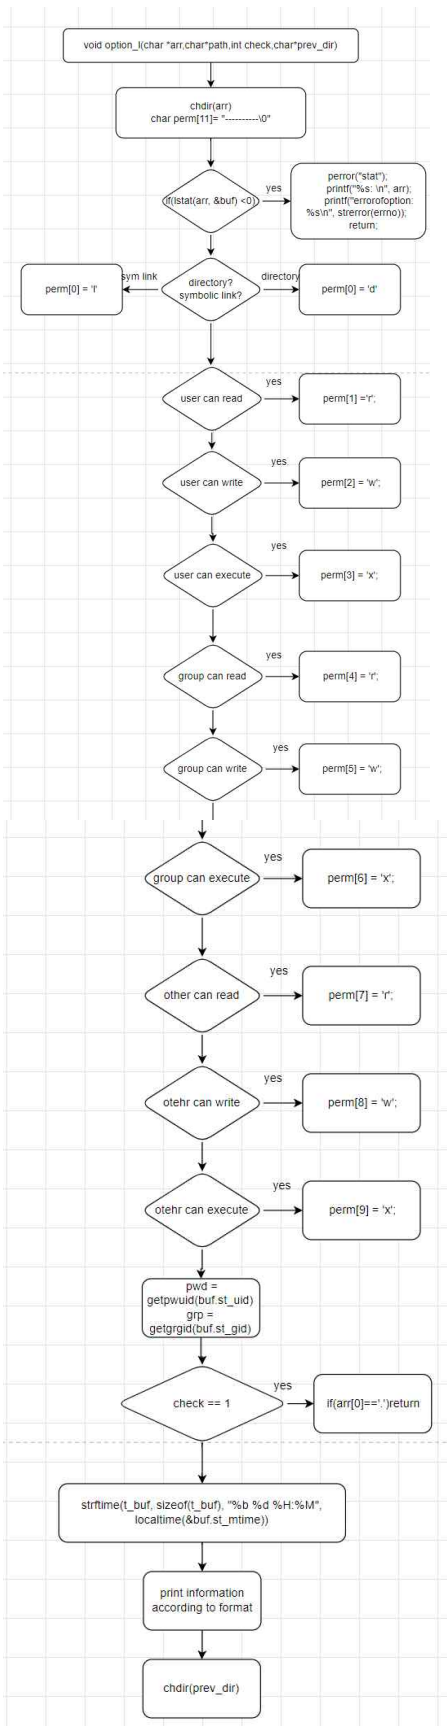 void option_l(char *arr,char*path,int check,char*prev_dir)
chdir(arr)
char perm[11]= "----------\0"
if(lstat(arr, &buf) <0)
yes
perror("stat");
printf("%s: \n", arr);
printf("errorofoption:
%s\n", strerror(errno));
return;
perm[0] = 'l'
sym link
directory?
symbolic link?
directory
perm[0] = 'd'
user can read
yes
perm[1] ='r';
user can write
yes
perm[2] = 'w';
user can execute
yes
perm[3] = 'x';
group can read
yes
perm[4] = 'r';
group can write
yes
perm[5] = 'w';
group can execute
yes
perm[6] = 'x';
other can read
yes
perm[7] = 'r';
otehr can write
yes
perm[8] = 'w';
otehr can execute
yes
perm[9] = 'x';
pwd =
getpwuid(buf.st_uid)
grp =
getgrgid(buf.st_gid)
check == 1
yes
if(arr[0]=='.')return
strftime(t_buf, sizeof(t_buf), "%b %d %H:%M",
localtime(&buf.st_mtime))
print information
according to format
chdir(prev_dir)